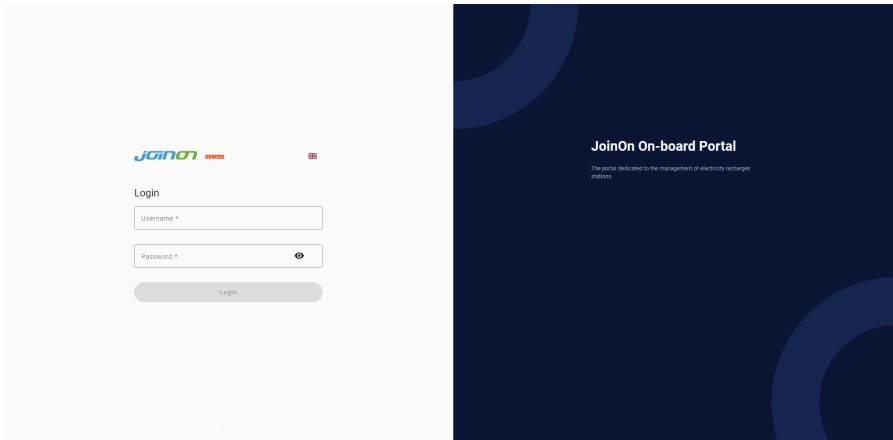 JOINON
GEWISS
Login
Username *
Password *
Login
JoinOn On-board Portal
The portal dedicated to the management of electricity recharges
stations.